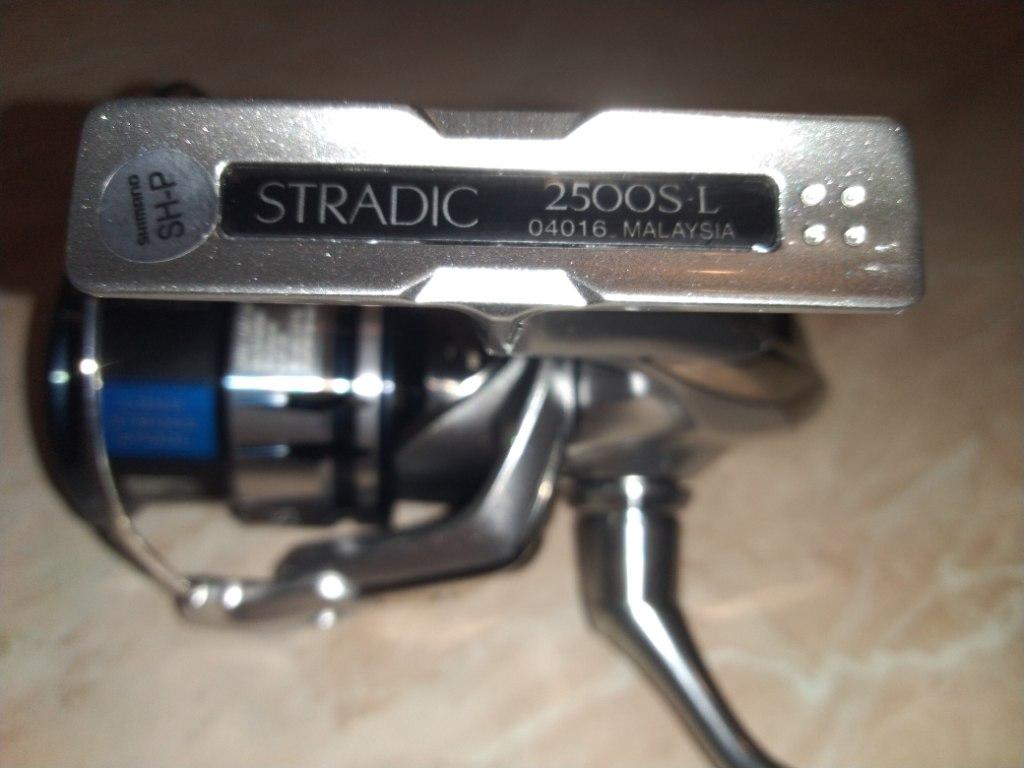 SHIMANO
SH-P
STRADIC
2500S-L
04016. MALAYSIA